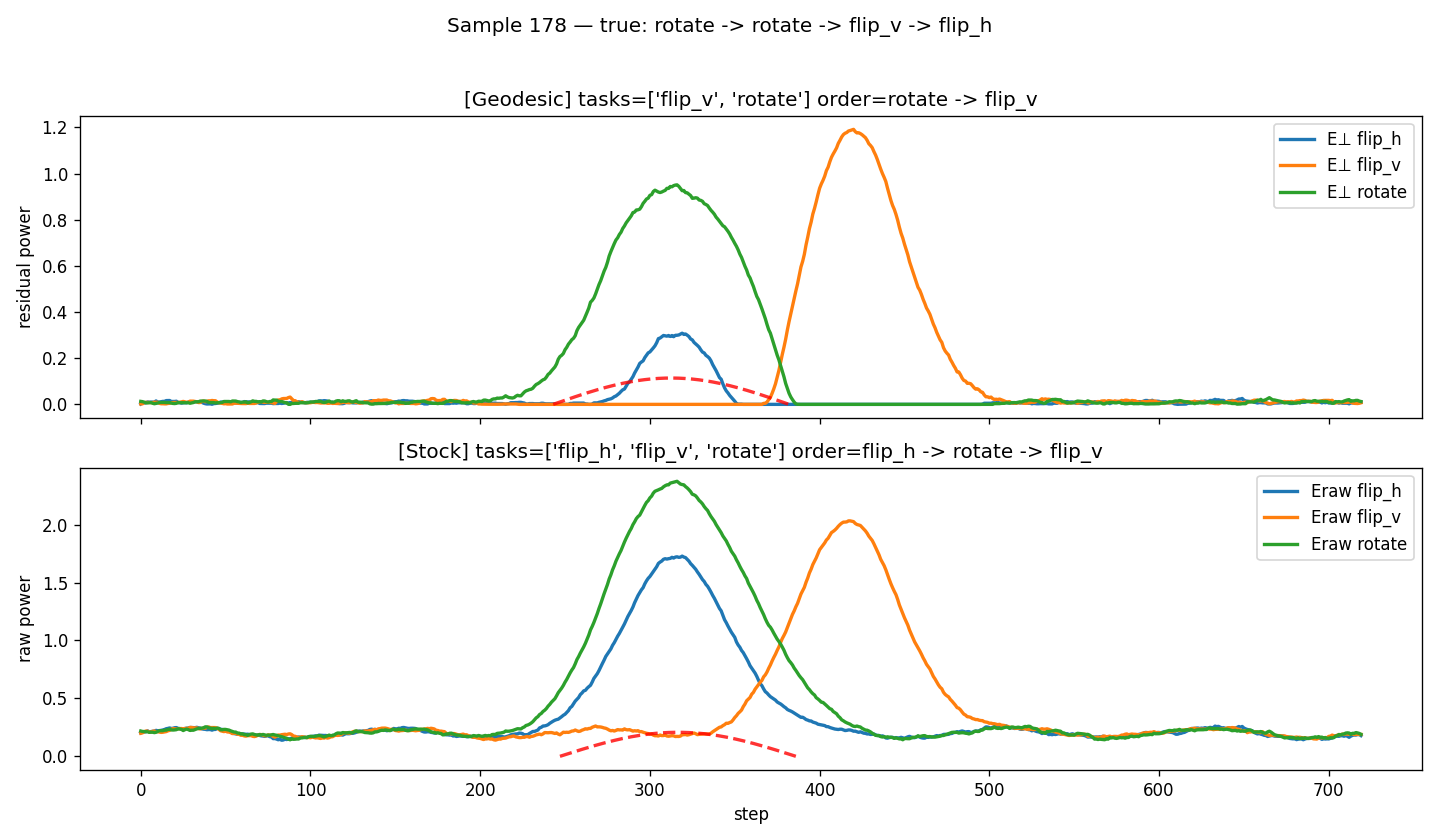 Sample 178 — true: rotate -> rotate -> flip_v -> flip_h
[Geodesic] tasks=['flip_v', 'rotate'] order=rotate -> flip_v
residual power
1.2
1.0
0.8
0.6
0.4
0.2
0.0
E⊥ flip_h
E⊥ flip_v
E⊥ rotate
[Stock] tasks=['flip_h', 'flip_v', 'rotate'] order=flip_h -> rotate -> flip_v
raw power
2.0
1.5
1.0
0.5
0.0
Eraw flip_h
Eraw flip_v
Eraw rotate
0 100 200 300 400 500 600 700
step